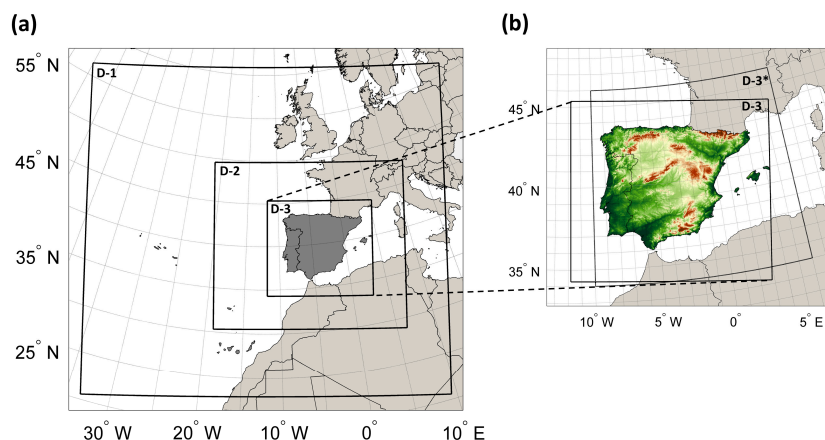 (a)
(b)
55° N
45° N
35° N
25° N
D-1
D-2
D-3
30° W
20° W
10° W
0°
10° E
45° N
40° N
35° N
D-3*
D-3
10° W
5° W
0°
5° E